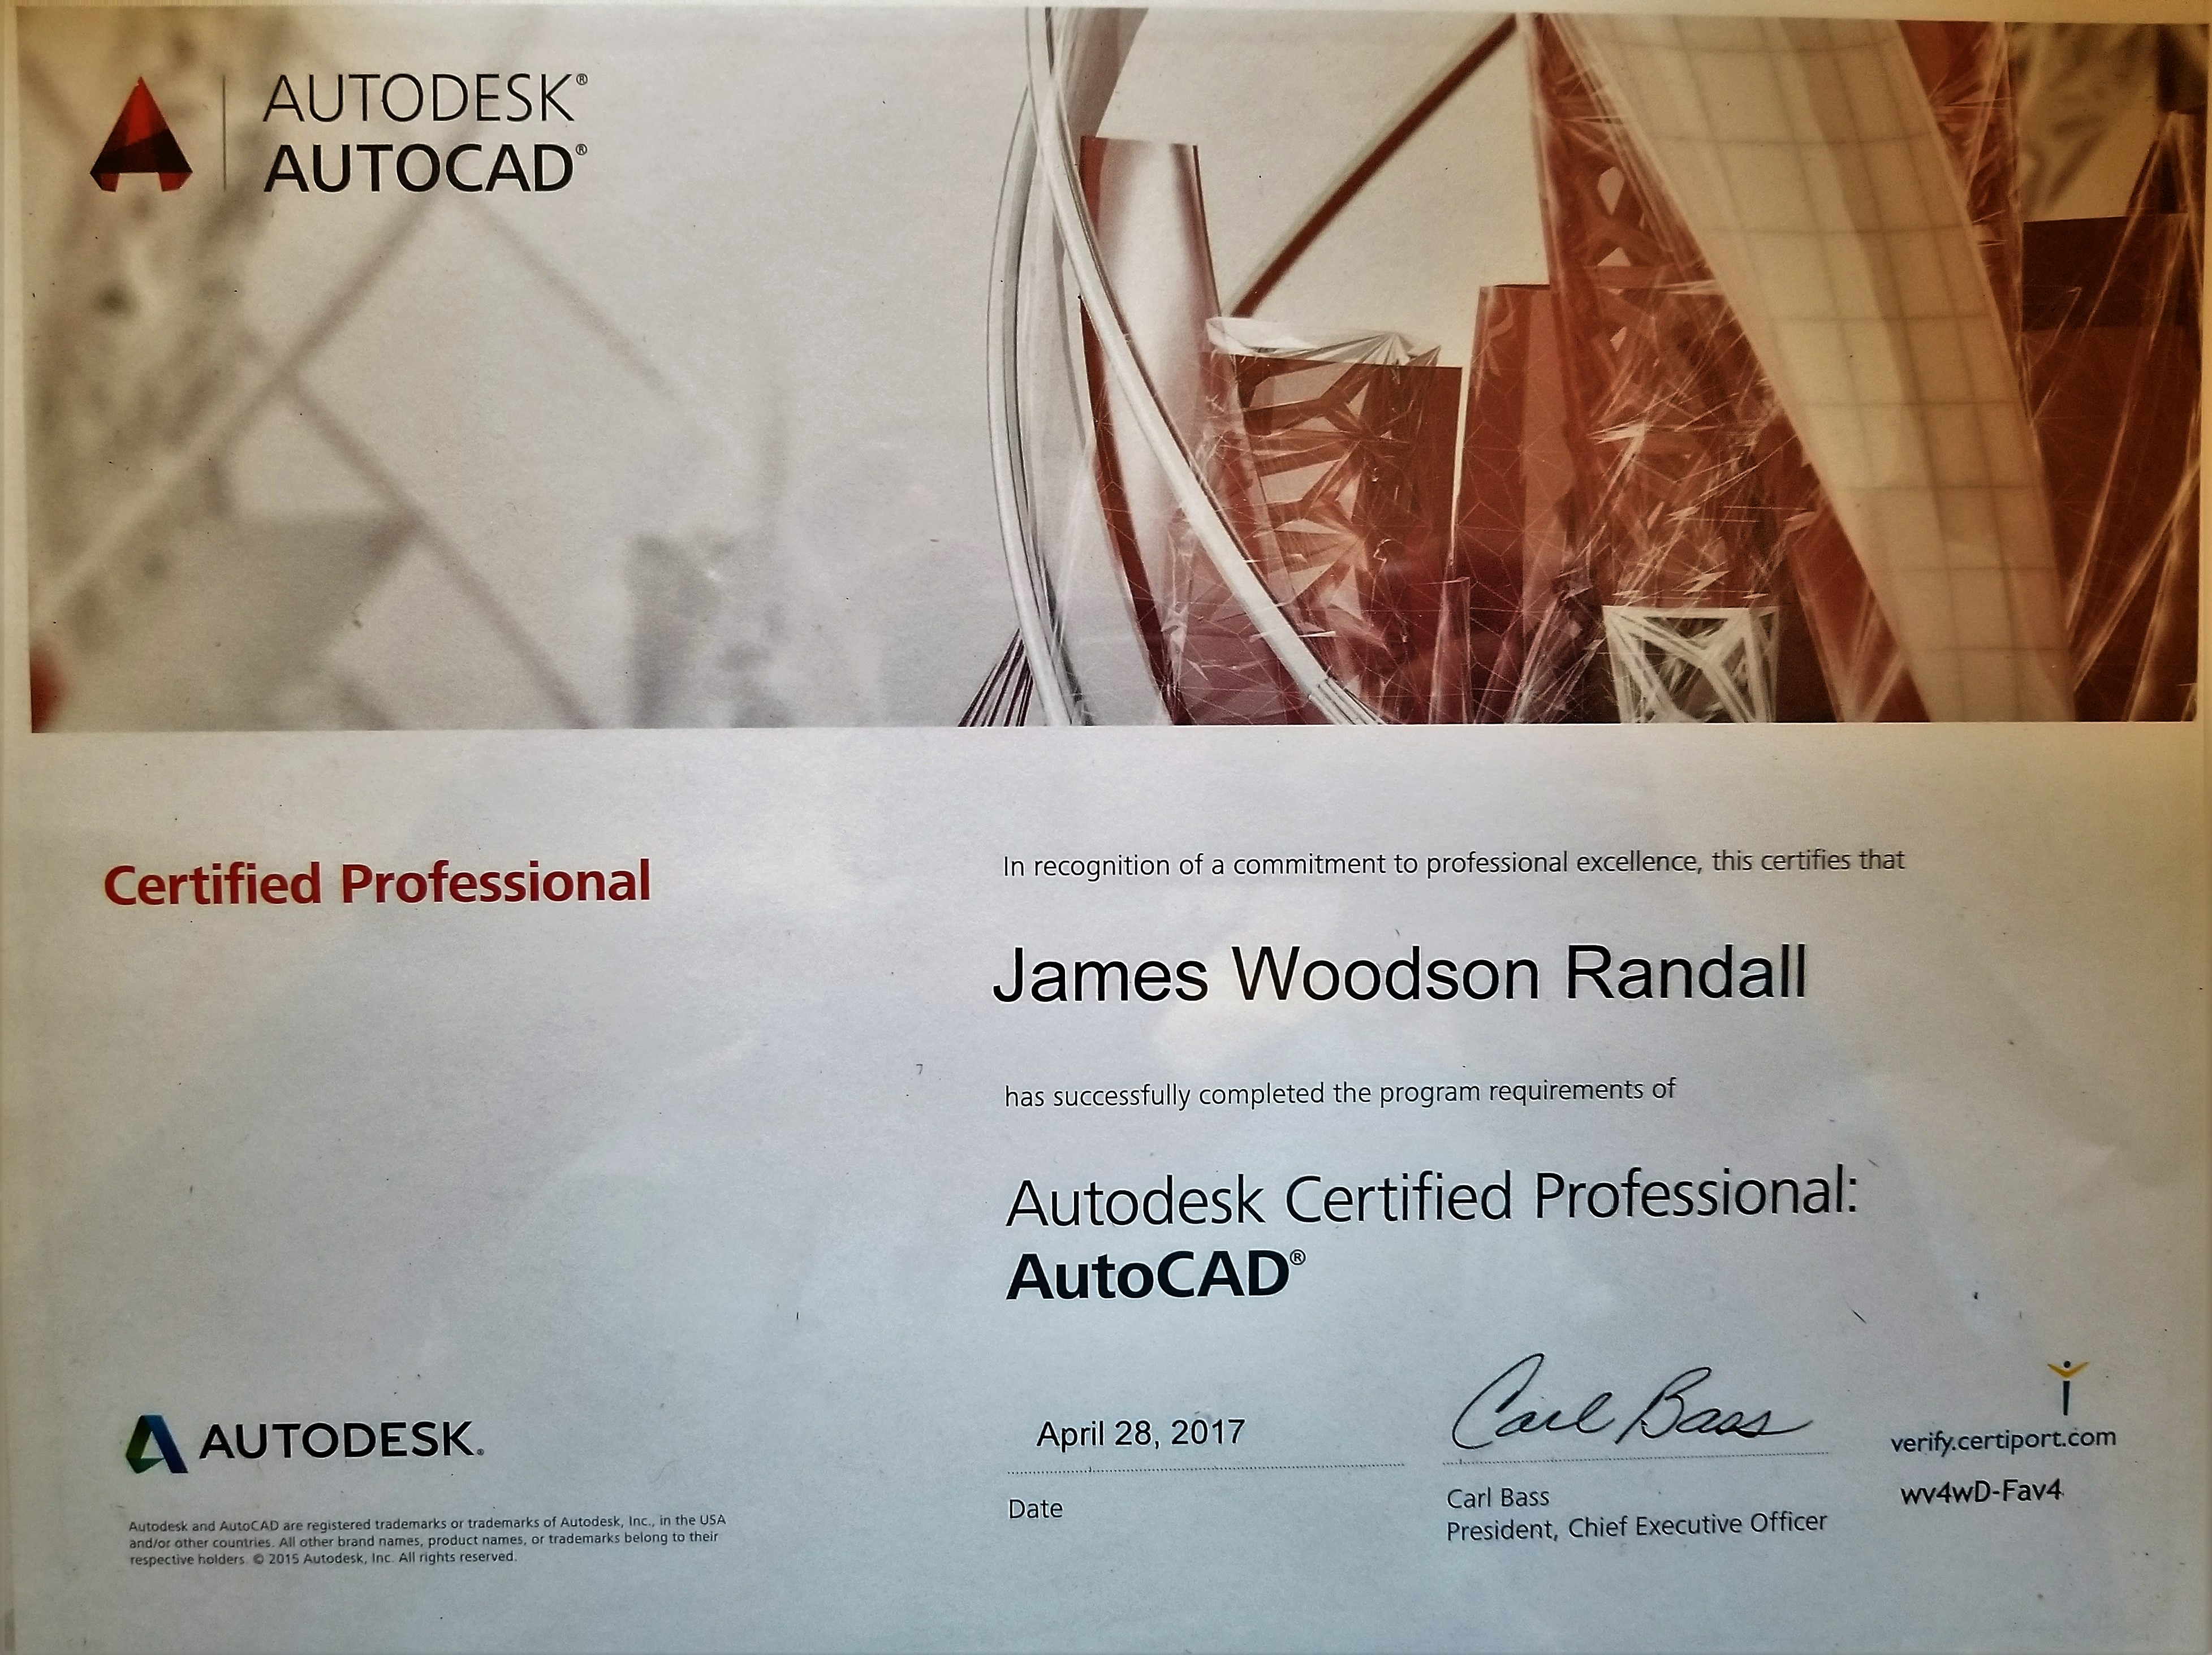 AUTODESK®
AUTOCAD®
Certified Professional
In recognition of a commitment to professional excellence, this certifies that
James Woodson Randall
has successfully completed the program requirements of
Autodesk Certified Professional:
AutoCAD®
April 28, 2017
Date
Carl Bass
Carl Bass
President, Chief Executive Officer
verify.certiport.com
wv4wD-Fav4
AUTODESK.
Autodesk and AutoCAD are registered trademarks or trademarks of Autodesk, Inc., in the USA
and/or other countries. All other brand names, product names, or trademarks belong to their
respective holders. © 2015 Autodesk, Inc. All rights reserved.